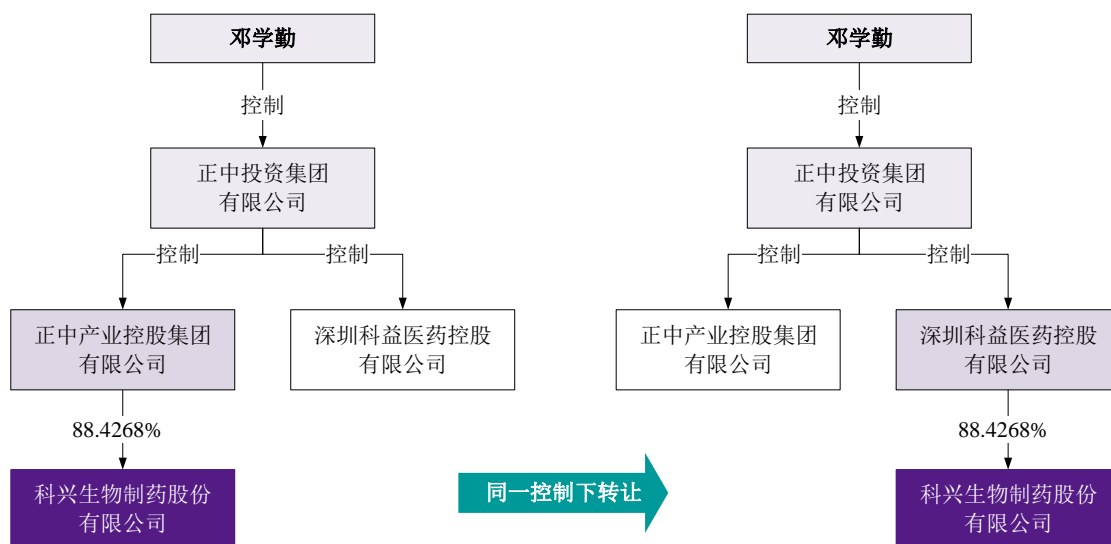 邓学勤
邓学勤
控制
控制
正中投资集团
有限公司
正中投资集团
有限公司
控制
控制
控制
控制
正中产业控股集团
有限公司
深圳科益医药控股
有限公司
正中产业控股集团
有限公司
深圳科益医药控股
有限公司
88.4268%
88.4268%
科兴生物制药股份
有限公司
同一控制下转让
科兴生物制药股份
有限公司